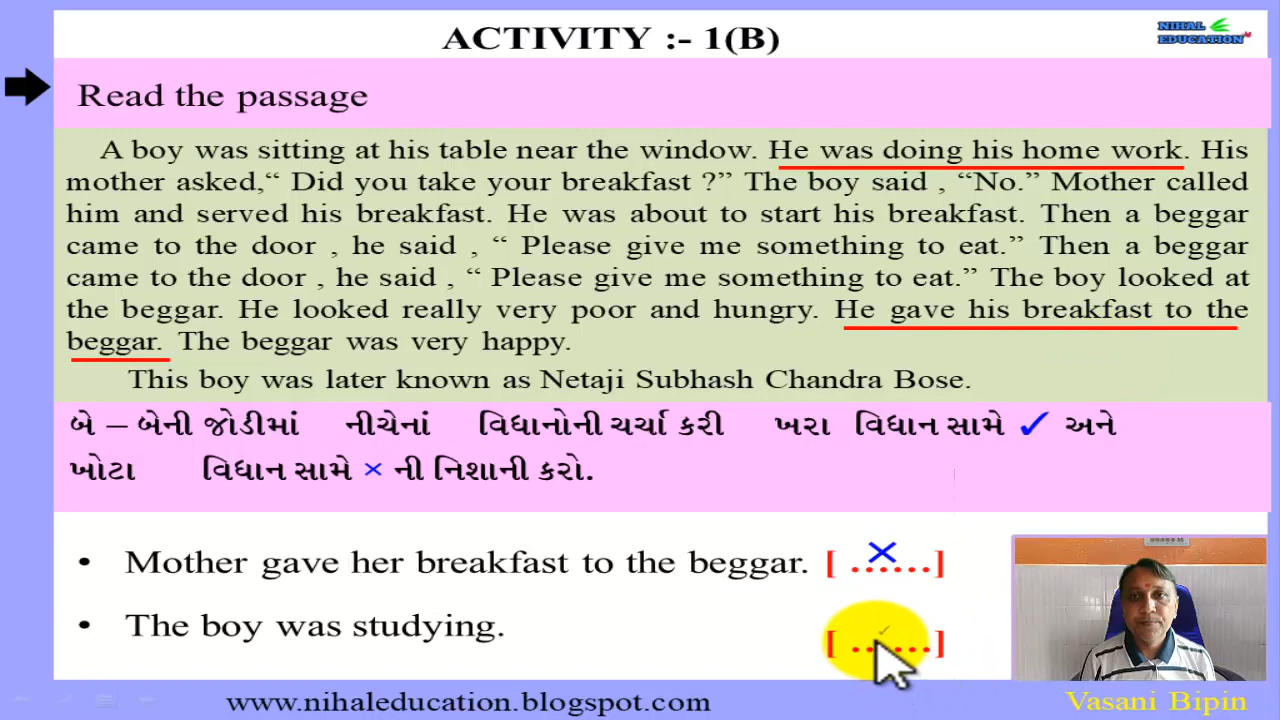 ACTIVITY :- 1(B)
NIHAL
EDUCATION
Read the passage
A boy was sitting at his table near the window. He was doing his home work. His
mother asked,“ Did you take your breakfast ?” The boy said , “No.” Mother called
him and served his breakfast. He was about to start his breakfast. Then a beggar
came to the door , he said , “ Please give me something to eat.” Then a beggar
came to the door , he said , “ Please give me something to eat.” The boy looked at
the beggar. He looked really very poor and hungry. He gave his breakfast to the
beggar. The beggar was very happy.
This boy was later known as Netaji Subhash Chandra Bose.
બે – બેની જોડીમાં નીચેનાં વિધાનોની ચર્ચા કરી ખરા વિધાન સામે ✓ અને
ખોટા વિધાન સામે × ની નિશાની કરો.
• Mother gave her breakfast to the beggar. [ ...×... ]
• The boy was studying. [ ...✓... ]
www.nihaleducation.blogspot.com
Vasani Bipin